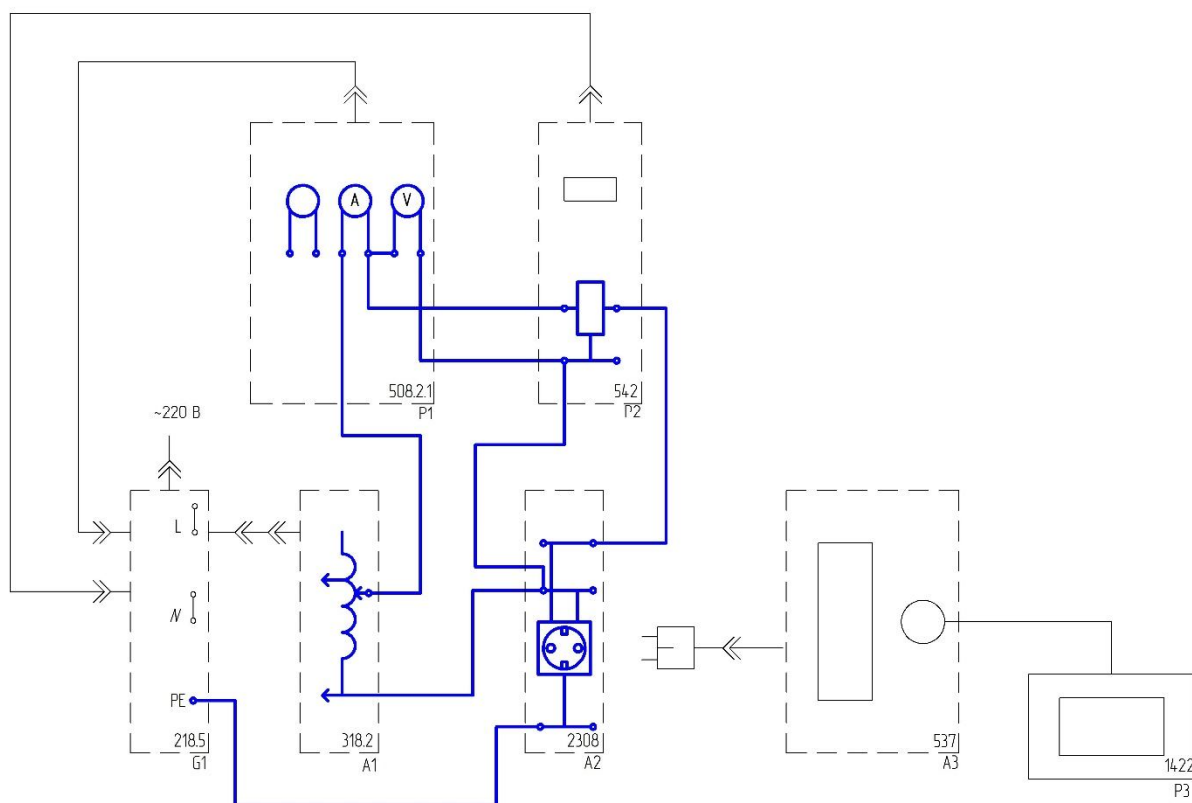 A
V
508.2.1
P1
542
P2
~220 В
L
N
PE
218.5
G1
318.2
A1
2308
A2
537
A3
1422
P3